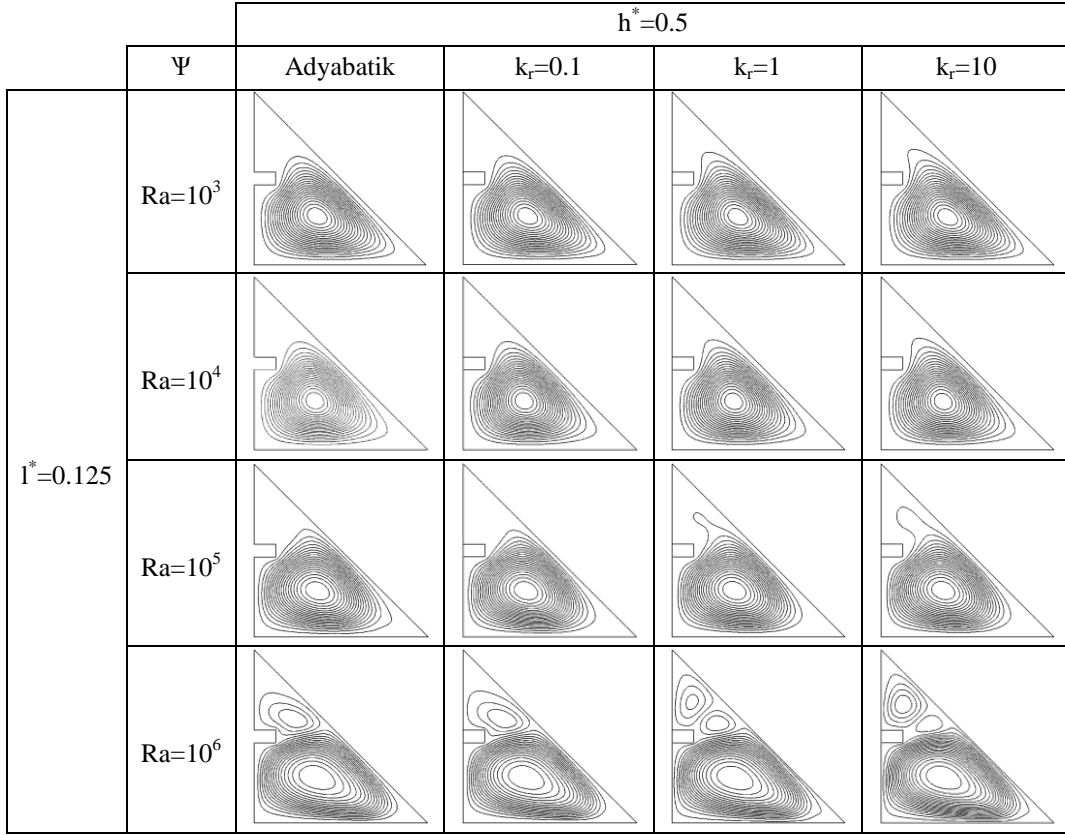 h*=0.5
Ψ Adyabatik kᵣ=0.1 kᵣ=1 kᵣ=10
Ra=10³
Ra=10⁴
l*=0.125
Ra=10⁵
Ra=10⁶